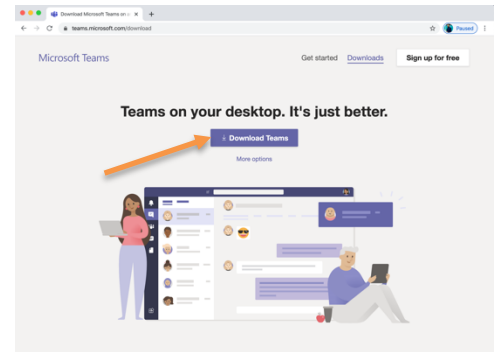 Download Microsoft Teams on
teams.microsoft.com/download
Paused
Microsoft Teams
Get started
Downloads
Sign up for free
Teams on your desktop. It's just better.
Download Teams
More options